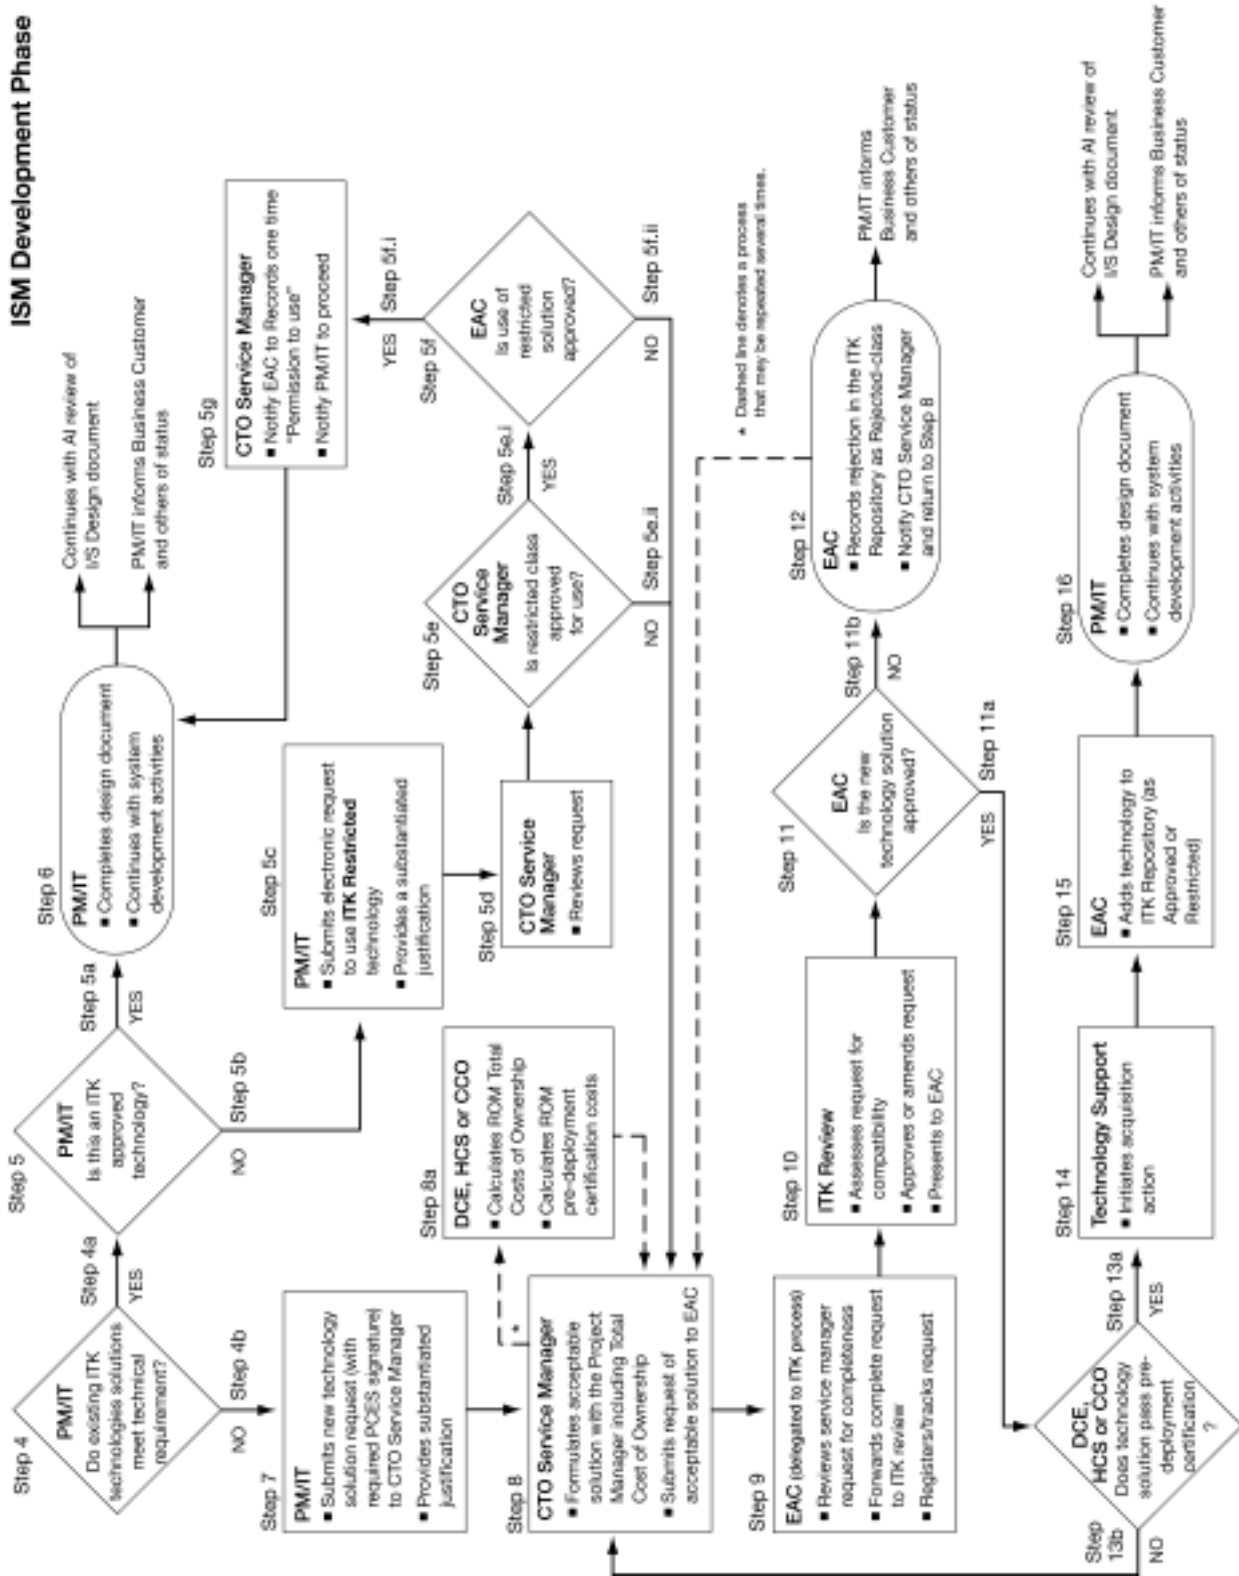 ISM Development Phase
Step 4
PM/IT
Do existing ITK
technologies solutions
meet technical
requirement?
Step 4a
YES
Step 4b
NO
Step 5
PM/IT
Is this an ITK
approved
technology?
Step 5a
YES
Step 5b
NO
Step 6
PM/IT
■ Completes design document
■ Continues with system
development activities
Continues with AI review of
I/S Design document
PM/IT informs Business Customer
and others of status
Step 5c
PM/IT
■ Submits electronic request
to use ITK Restricted
technology
■ Provides a substantiated
justification
Step 5d
CTO Service
Manager
■ Reviews request
Step 5e
CTO
Service
Manager
Is restricted class
approved
for use?
Step 5e.i
YES
Step 5e.ii
NO
Step 5f
EAC
Is use of
restricted
solution
approved?
YES
Step 5f.i
Step 5f.ii
NO
Step 5g
CTO Service Manager
■ Notify EAC to Records one time
"Permission to use"
■ Notify PM/IT to proceed
Step 7
PM/IT
■ Submits new technology
solution request (with
required PCES signature)
to CTO Service Manager
■ Provides substantiated
justification
Step 8
CTO Service Manager
■ Formulates acceptable
solution with the Project
Manager including Total
Cost of Ownership
■ Submits request of
acceptable solution to EAC
*
Step 8a
DCE, HCS or CCO
■ Calculates ROM Total
Costs of Ownership
■ Calculates ROM
pre-deployment
certification costs
* Dashed line denotes a process
that may be repeated several times.
Step 9
EAC (delegated to ITK process)
■ Reviews service manager
request for completeness
■ Forwards complete request
to ITK review
■ Registers/tracks request
Step 10
ITK Review
■ Assesses request for
compatibility
■ Approves or amends request
■ Presents to EAC
Step 11
EAC
Is the new
technology solution
approved?
Step 11b
NO
Step 11a
YES
Step 12
EAC
■ Records rejection in the ITK
Repository as Rejected-class
■ Notify CTO Service Manager
and return to Step 8
PM/IT informs
Business Customer
and others of status
DCE,
HCS or CCO
Does technology
solution pass pre-
deployment
pertification
?
Step 13a
YES
Step
13b
NO
Step 14
Technology Support
■ Initiates acquisition
action
Step 15
EAC
■ Adds technology to
ITK Repository (as
Approved or
Restricted)
Step 16
PM/IT
■ Completes design document
■ Continues with system
development activities
Continues with AI review of
I/S Design document
PM/IT informs Business Customer
and others of status